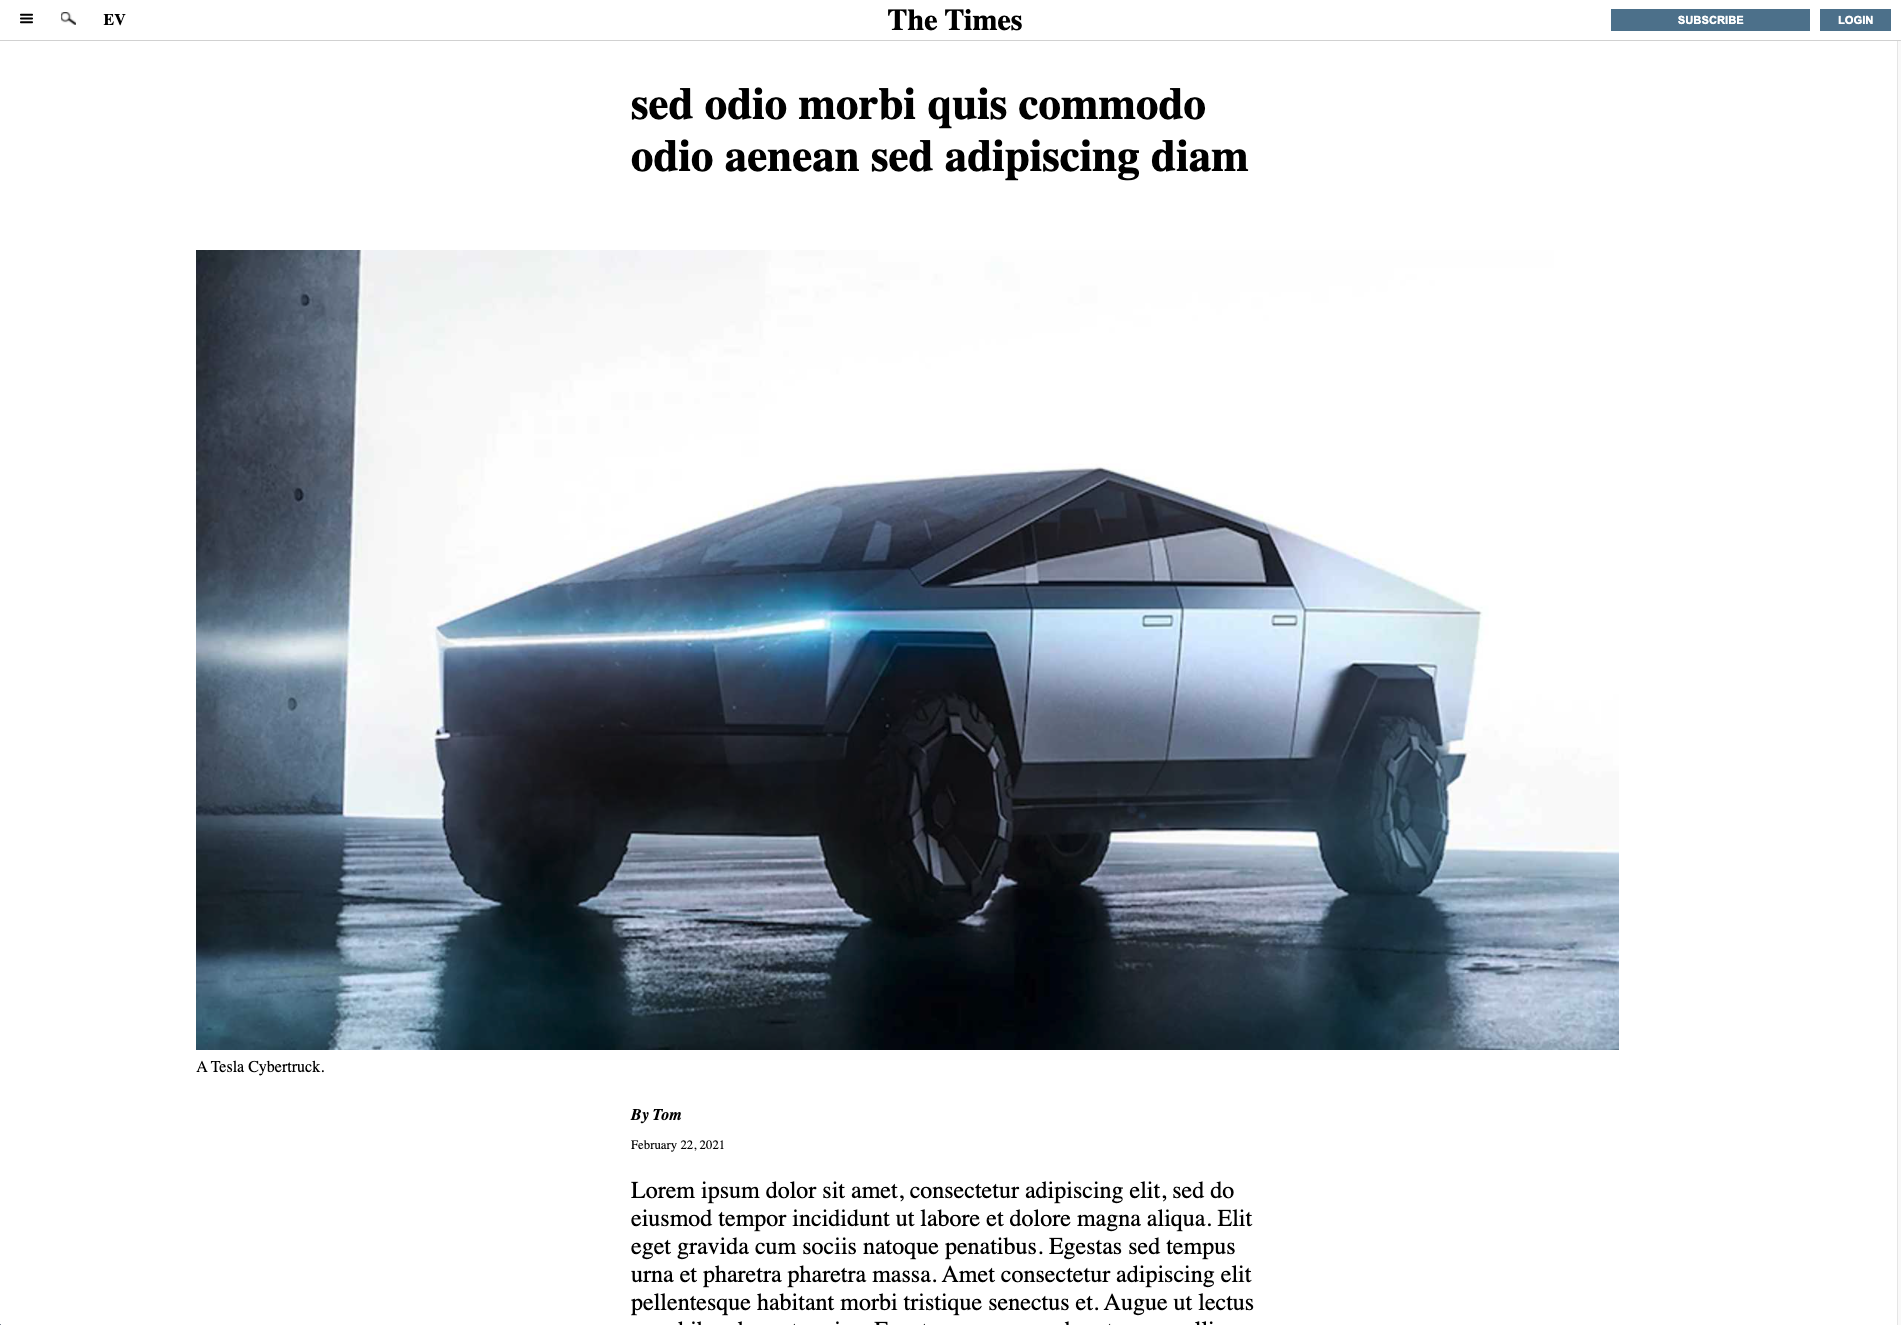 EV
The Times
SUBSCRIBE
LOGIN
sed odio morbi quis commodo
odio aenean sed adipiscing diam
A Tesla Cybertruck.
By Tom
February 22, 2021
Lorem ipsum dolor sit amet, consectetur adipiscing elit, sed do
eiusmod tempor incididunt ut labore et dolore magna aliqua. Elit
eget gravida cum sociis natoque penatibus. Egestas sed tempus
urna et pharetra pharetra massa. Amet consectetur adipiscing elit
pellentesque habitant morbi tristique senectus et. Augue ut lectus